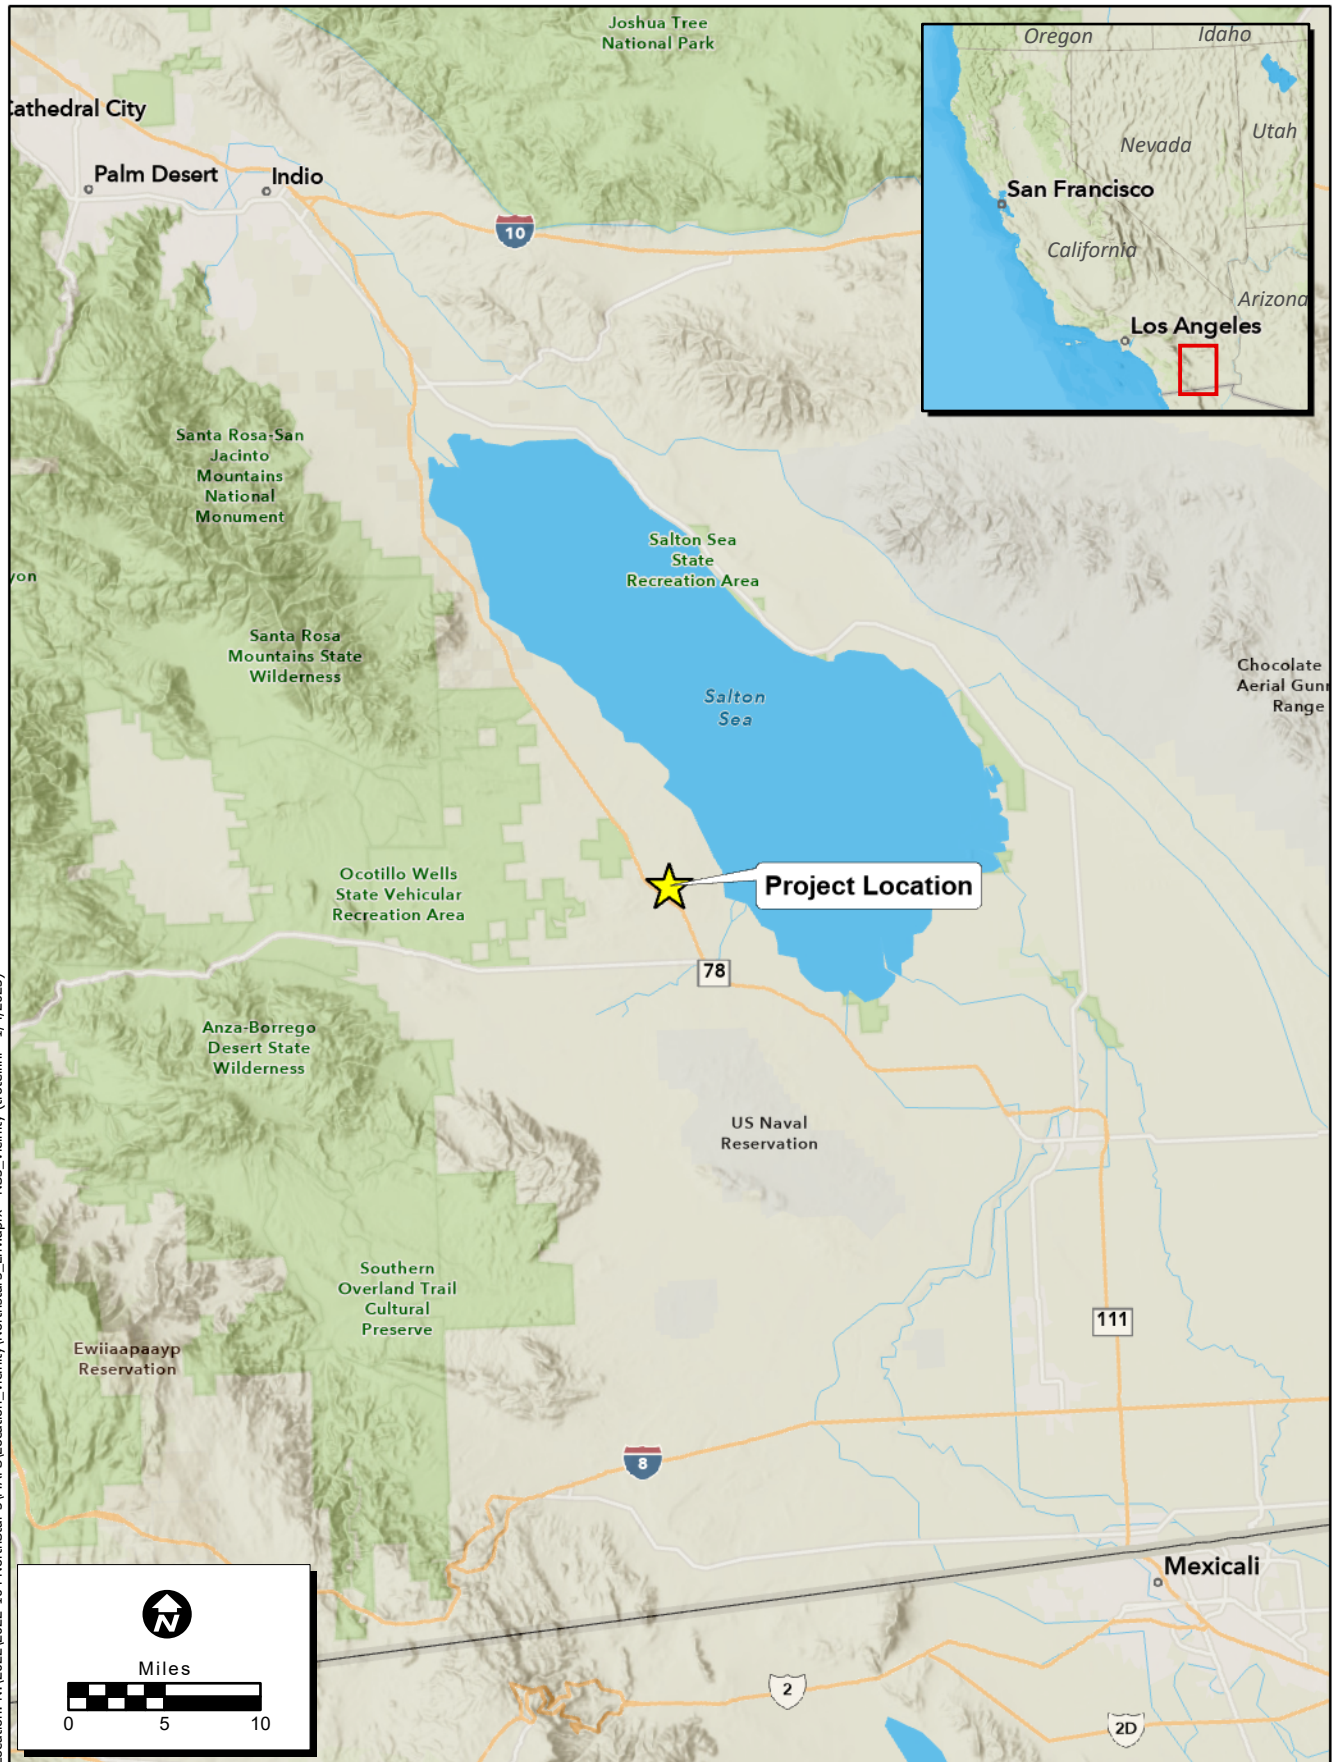 Joshua Tree
National Park
Oregon
Idaho
Nevada
Utah
San Francisco
California
Arizona
Los Angeles
Cathedral City
Palm Desert
Indio
10
Santa Rosa-San
Jacinto
Mountains
National
Monument
Salton Sea
State
Recreation Area
yon
Santa Rosa
Mountains State
Wilderness
Chocolate
Aerial Gunn
Range
Salton
Sea
Ocotillo Wells
State Vehicular
Recreation Area
Project Location
78
Anza-Borrego
Desert State
Wilderness
US Naval
Reservation
Southern
Overland Trail
Cultural
Preserve
Ewiiaapaayp
Reservation
111
8
Mexicali
N
Miles
0 5 10
2
2D